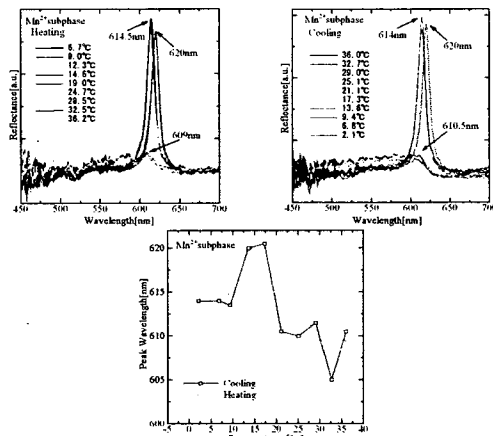 Mn²⁺subphase
Heating
614.5nm
620nm
6.7℃
9.0℃
12.3℃
14.6℃
19.0℃
24.7℃
29.5℃
32.5℃
36.2℃
609nm
Reflectance[a.u.]
450 500 550 600 650 700
Wavelength[nm]
Mn²⁺subphase
Cooling
614nm
620nm
36.0℃
32.7℃
29.0℃
25.1℃
21.1℃
17.3℃
13.6℃
9.4℃
6.8℃
2.1℃
610.5nm
Reflectance[a.u.]
450 500 550 600 650 700
Wavelength[nm]
Mn²⁺subphase
620
615
610
605
600
Peak Wavelength[nm]
Cooling
Heating
-5 0 5 10 15 20 25 30 35 40